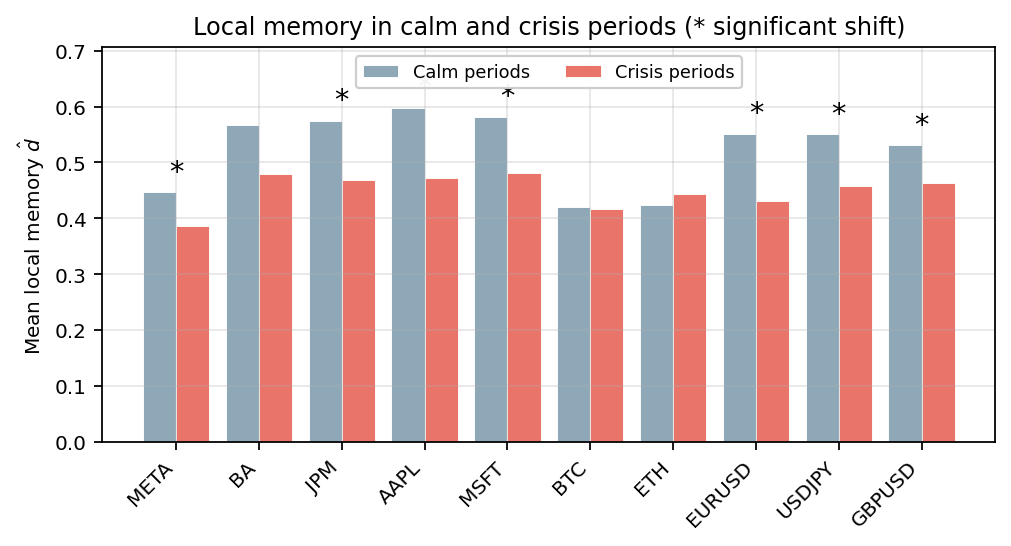 Local memory in calm and crisis periods (* significant shift)
Calm periods
Crisis periods
Mean local memory d̂
0.7
0.6
0.5
0.4
0.3
0.2
0.1
0.0
*
*
*
*
*
*
META
BA
JPM
AAPL
MSFT
BTC
ETH
EURUSD
USDJPY
GBPUSD